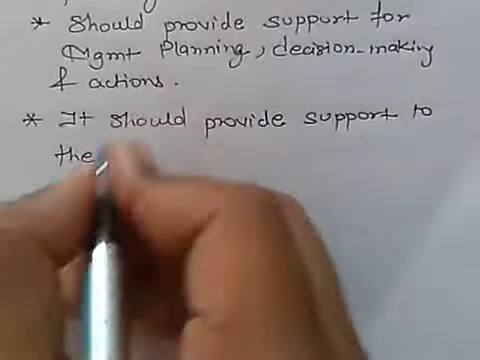 * Should provide support for
Mgmt Planning, decision-making
& actions.
* It should provide support to
the